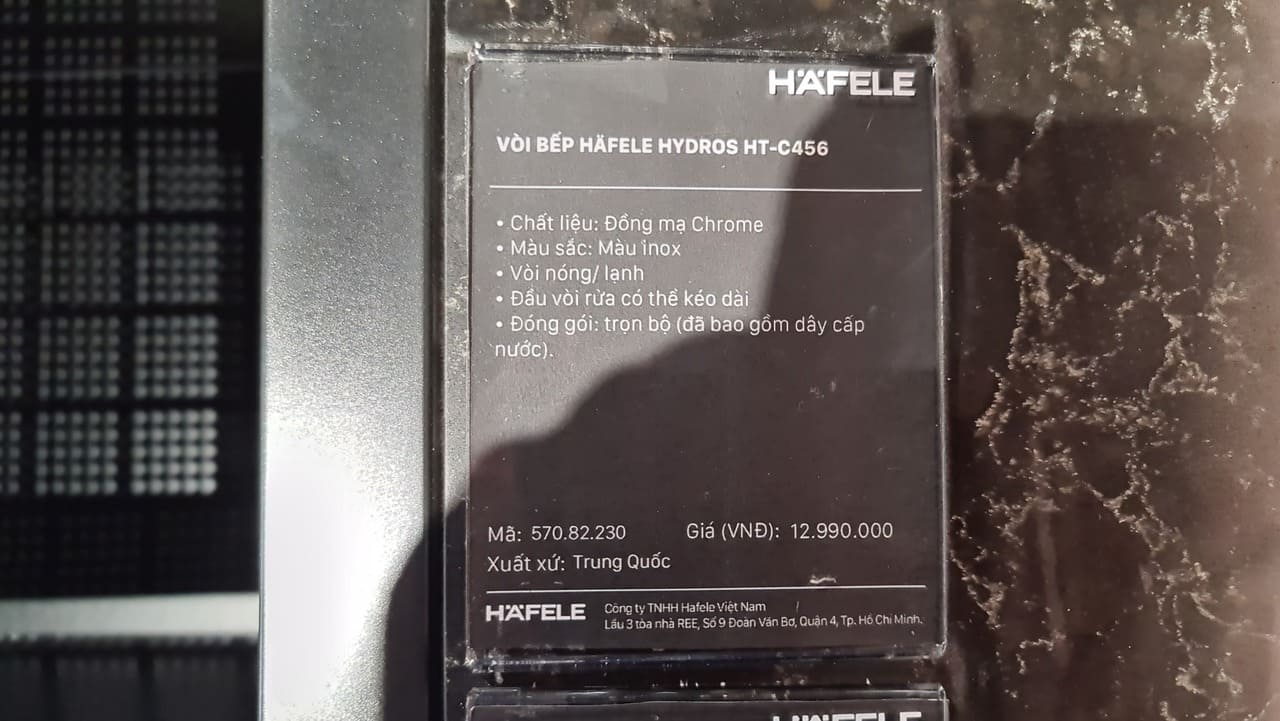 HÄFELE
VÒI BẾP HÄFELE HYDROS HT-C456
• Chất liệu: Đồng mạ Chrome
• Màu sắc: Màu inox
• Vòi nóng/ lạnh
• Đầu vòi rửa có thể kéo dài
• Đóng gói: trọn bộ (đã bao gồm dây cấp
nước).
Mã: 570.82.230 Giá (VNĐ): 12.990.000
Xuất xứ: Trung Quốc
HÄFELE
Công ty TNHH Hafele Việt Nam
Lầu 3 tòa nhà REE, Số 9 Đoàn Văn Bơ, Quận 4, Tp. Hồ Chí Minh.
HÄFELE